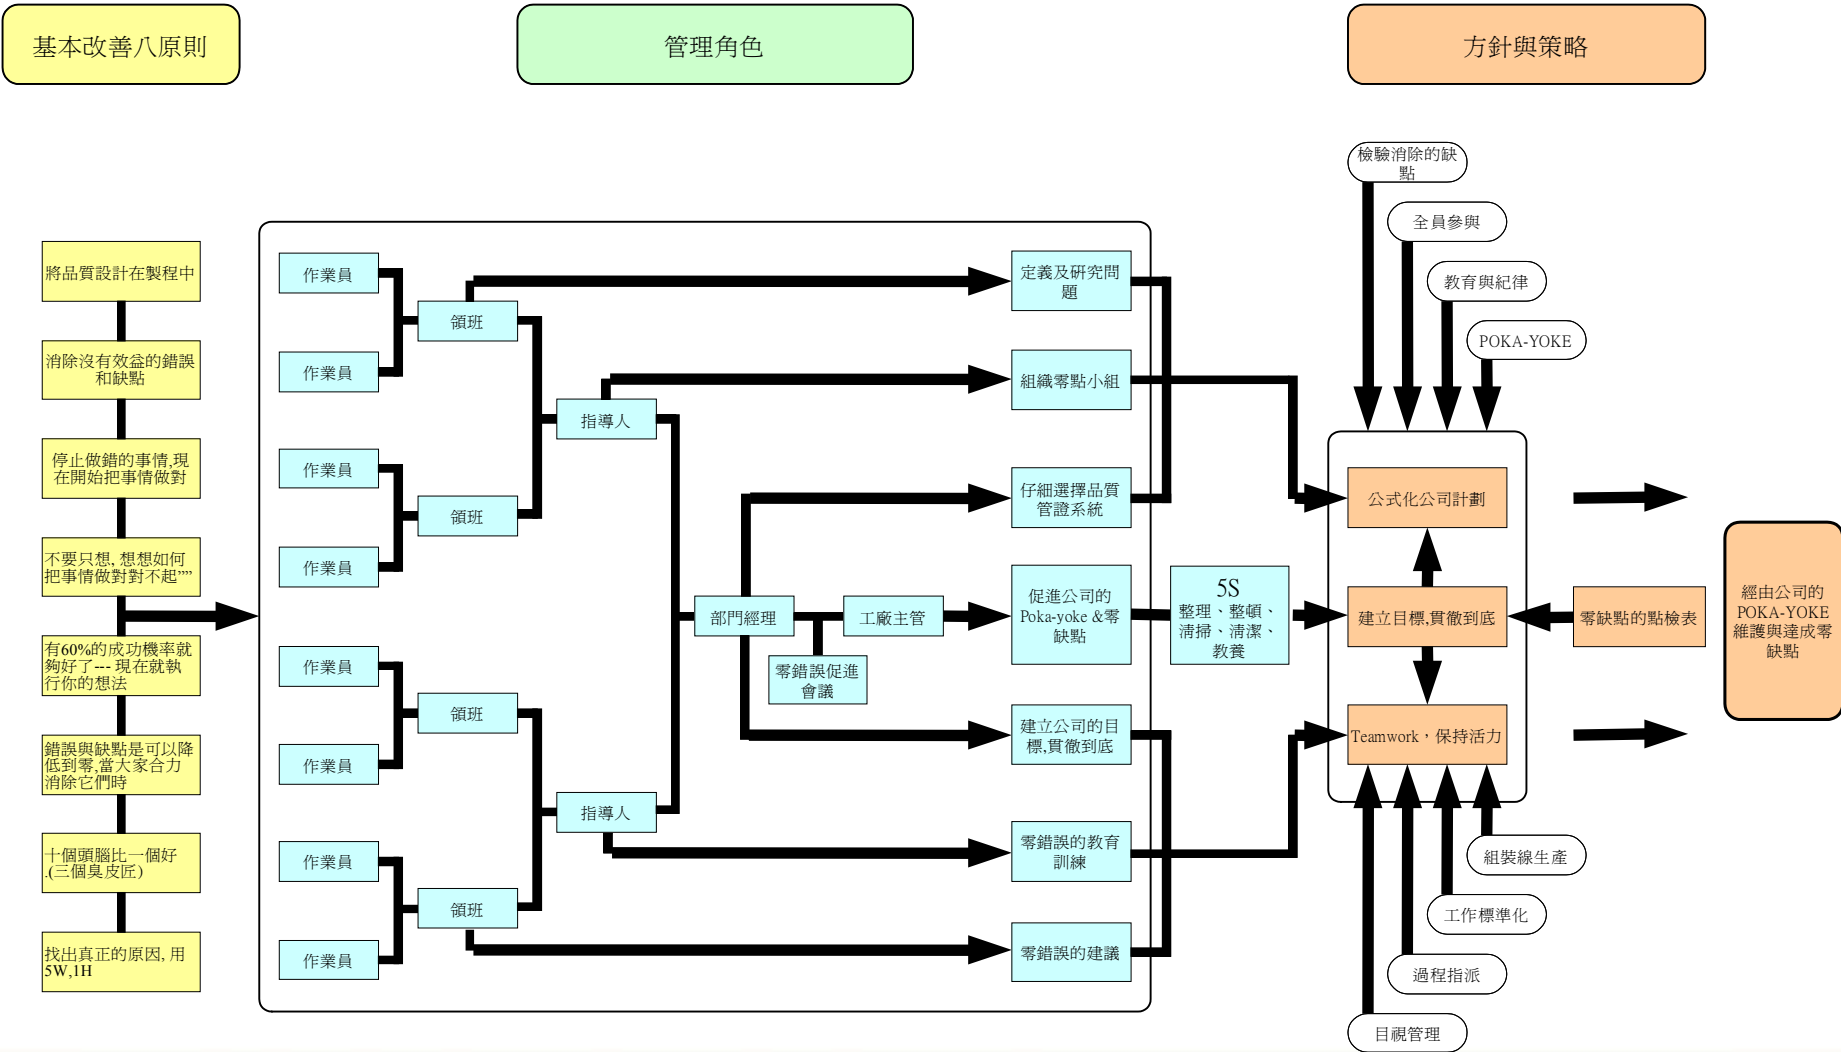 基本改善八原則
管理角色
方針與策略
將品質設計在製程中
消除沒有效益的錯誤
和缺點
停止做錯的事情,現
在開始把事情做對
不要只想, 想想如何
把事情做對對不起””
有60%的成功機率就
夠好了--- 現在就執
行你的想法
錯誤與缺點是可以降
低到零,當大家合力
消除它們時
十個頭腦比一個好
.(三個臭皮匠)
找出真正的原因, 用
5W,1H
作業員
作業員
作業員
作業員
作業員
作業員
作業員
作業員
領班
領班
領班
領班
指導人
指導人
部門經理
工廠主管
零錯誤促進
會議
定義及研究問
題
組織零點小組
仔細選擇品質
管證系統
促進公司的
Poka-yoke &零
缺點
建立公司的目
標,貫徹到底
零錯誤的教育
訓練
零錯誤的建議
5S
整理、整頓、
清掃、清潔、
教養
檢驗消除的缺
點
全員參與
教育與紀律
POKA-YOKE
公式化公司計劃
建立目標,貫徹到底
Teamwork，保持活力
零缺點的點檢表
組裝線生產
工作標準化
過程指派
目視管理
經由公司的
POKA-YOKE
維護與達成零
缺點